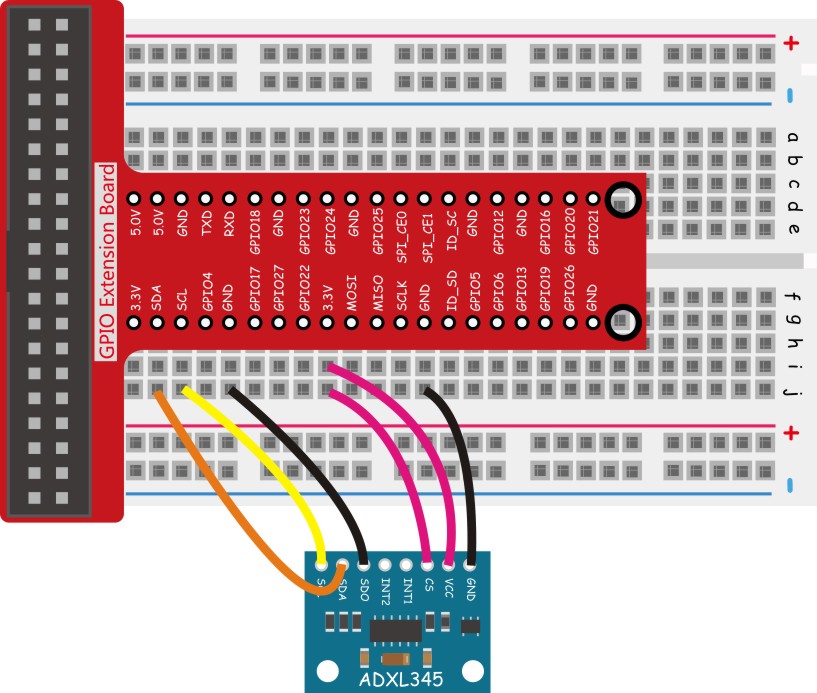 +
-
a
b
c
d
e
GPIO Extension Board
5.0V 5.0V GND TXD RXD GPIO18 GND GPIO23 GPIO24 GND GPIO25 SPI_CE0 SPI_CE1 ID_SC GND GPIO12 GND GPIO16 GPIO20 GPIO21
3.3V SDA SCL GPIO4 GND GPIO17 GPIO27 GPIO22 3.3V MOSI MISO SCLK GND ID_SD GPIO5 GPIO6 GPIO13 GPIO19 GPIO26 GND
f
g
h
i
j
+
-
SDA SDO INT2 INT1 CS VCC GND
ADXL345